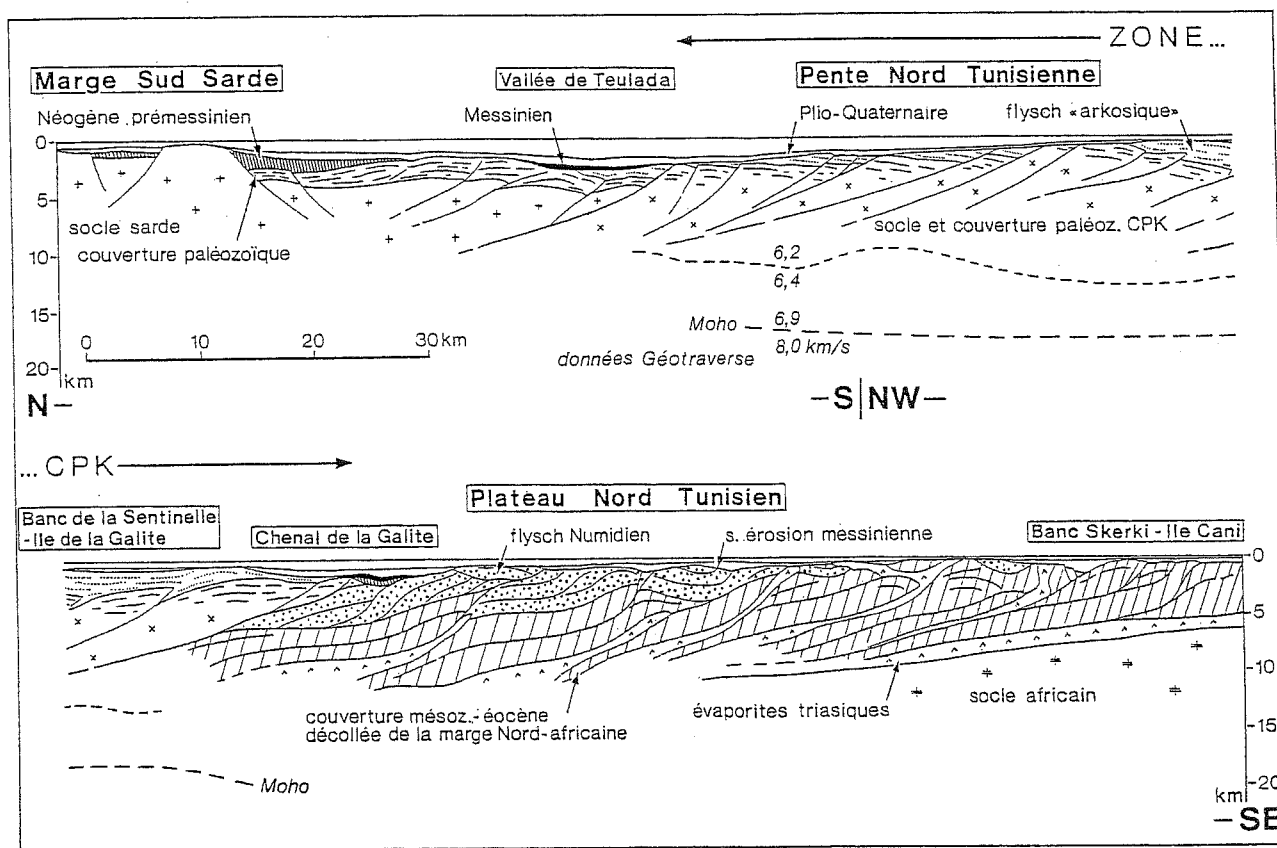 ZONE...
Marge Sud Sarde
Vallée de Teulada
Pente Nord Tunisienne
Néogène prémessinien
Messinien
Plio-Quaternaire
flysch «arkosique»
0
5
10
15
20
km
socle sarde
couverture paléozoïque
socle et couverture paléoz. CPK
6,2
6,4
Moho
6,9
8,0 km/s
données Géotraverse
0
10
20
30 km
N-
-S|NW-
... CPK
Plateau Nord Tunisien
Banc de la Sentinelle
-Ile de la Galite
Chenal de la Galite
flysch Numidien
s. érosion messinienne
Banc Skerki - Ile Cani
0
5
10
15
20
km
couverture mésoz.-éocène
décollée de la marge Nord-africaine
évaporites triasiques
socle africain
Moho
-SE